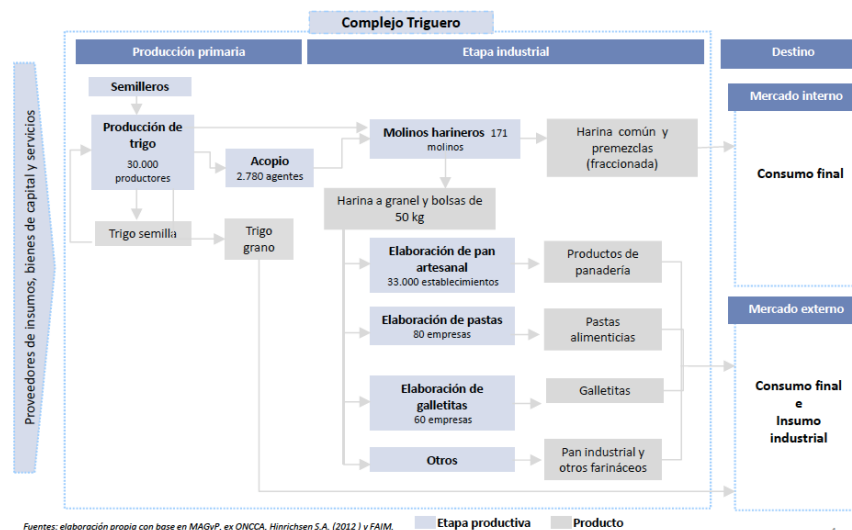 Complejo Triguero
Producción primaria
Etapa industrial
Destino
Proveedores de insumos, bienes de capital y servicios
Semilleros
Producción de
trigo
30.000
productores
Acopio
2.780 agentes
Trigo semilla
Trigo
grano
Molinos harineros 171
molinos
Harina común y
premezclas
(fraccionada)
Harina a granel y bolsas de
50 kg
Elaboración de pan
artesanal
33.000 establecimientos
Productos de
panadería
Elaboración de pastas
80 empresas
Pastas
alimenticias
Elaboración de
galletitas
60 empresas
Galletitas
Otros
Pan industrial y
otros farináceos
Mercado interno
Consumo final
Mercado externo
Consumo final
e
Insumo
industrial
Fuentes: elaboración propia con base en MAGyP, ex ONCCA, Hinrichsen S.A. (2012 ) y FAIM.
Etapa productiva
Producto